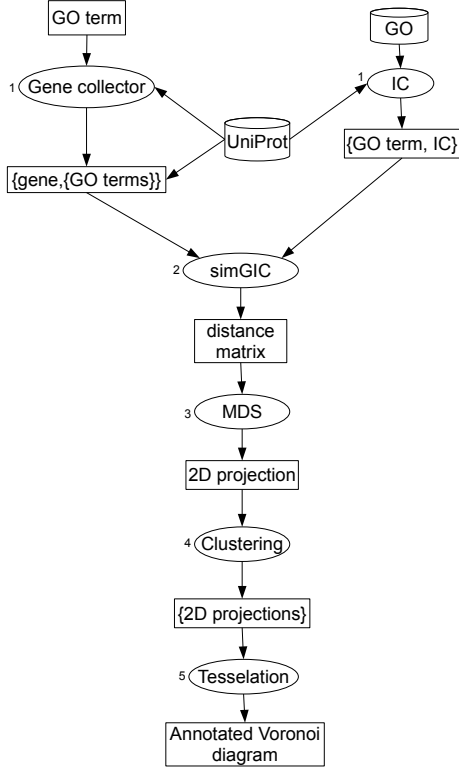 GO term
GO
1 Gene collector
1 IC
UniProt
{gene,{GO terms}}
{GO term, IC}
2 simGIC
distance
matrix
3 MDS
2D projection
4 Clustering
{2D projections}
5 Tesselation
Annotated Voronoi
diagram